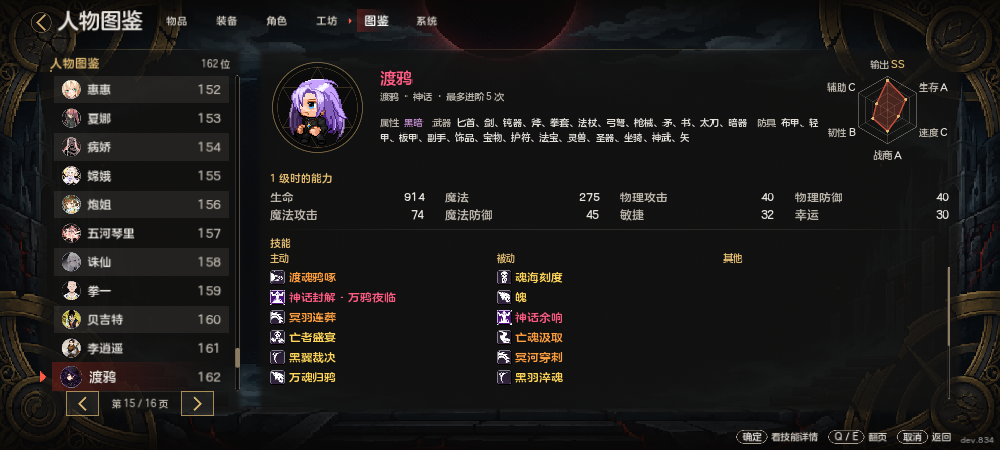 人物图鉴 物品 装备 角色 工坊 图鉴 系统
人物图鉴 162 位
惠惠 152
夏娜 153
病娇 154
嫦娥 155
炮姐 156
五河琴里 157
诛仙 158
拳一 159
贝吉特 160
李逍遥 161
渡鸦 162
第 15 / 16 页
渡鸦
渡鸦 · 神话 · 最多进阶 5 次
属性 黑暗 武器 匕首、剑、钝器、斧、拳套、法杖、弓弩、枪械、矛、书、太刀、暗器 防具 布甲、轻
甲、板甲、副手、饰品、宝物、护符、法宝、灵兽、圣器、坐骑、神武、矢
输出 SS
生存 A
速度 C
战商 A
韧性 B
辅助 C
1 级时的能力
生命 914 魔法 275 物理攻击 40 物理防御 40
魔法攻击 74 魔法防御 45 敏捷 32 幸运 30
技能
主动 被动 其他
渡魂鸦啄 魂海刻度
神话封解 · 万鸦夜临 魄
冥羽连葬 神话余响
亡者盛宴 亡魂汲取
黑翼裁决 冥河穿刺
万魂归鸦 黑羽淬魂
确定 看技能详情 Q / E 翻页 取消 返回 dev.834